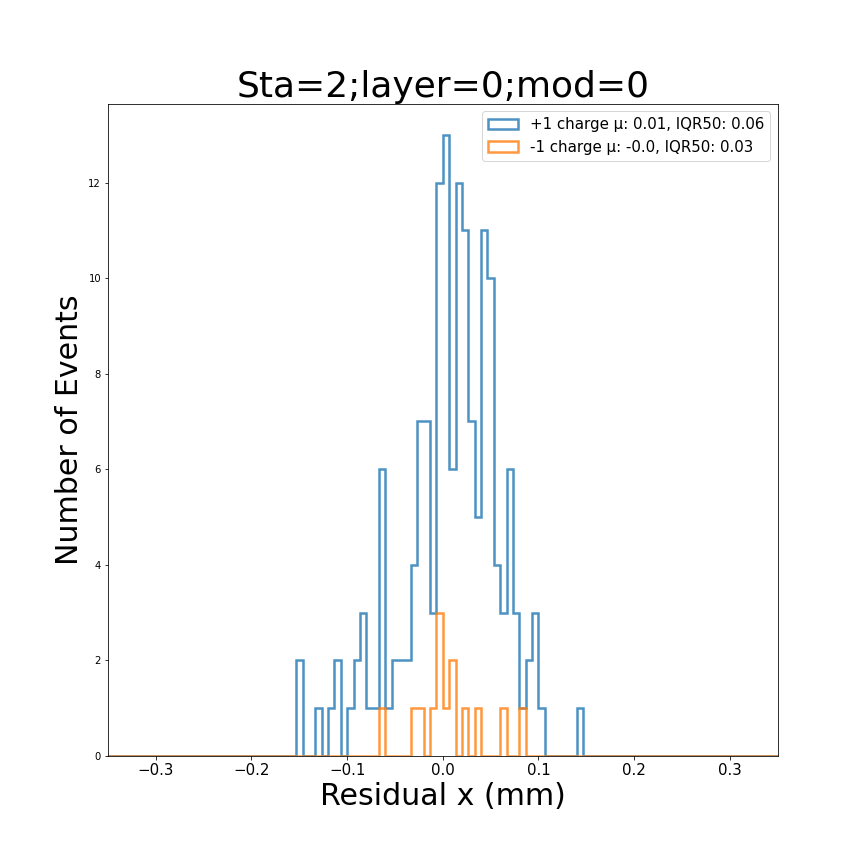 Sta=2;layer=0;mod=0
+1 charge μ: 0.01, IQR50: 0.06
-1 charge μ: -0.0, IQR50: 0.03
Number of Events
12
10
8
6
4
2
0
−0.3 −0.2 −0.1 0.0 0.1 0.2 0.3
Residual x (mm)